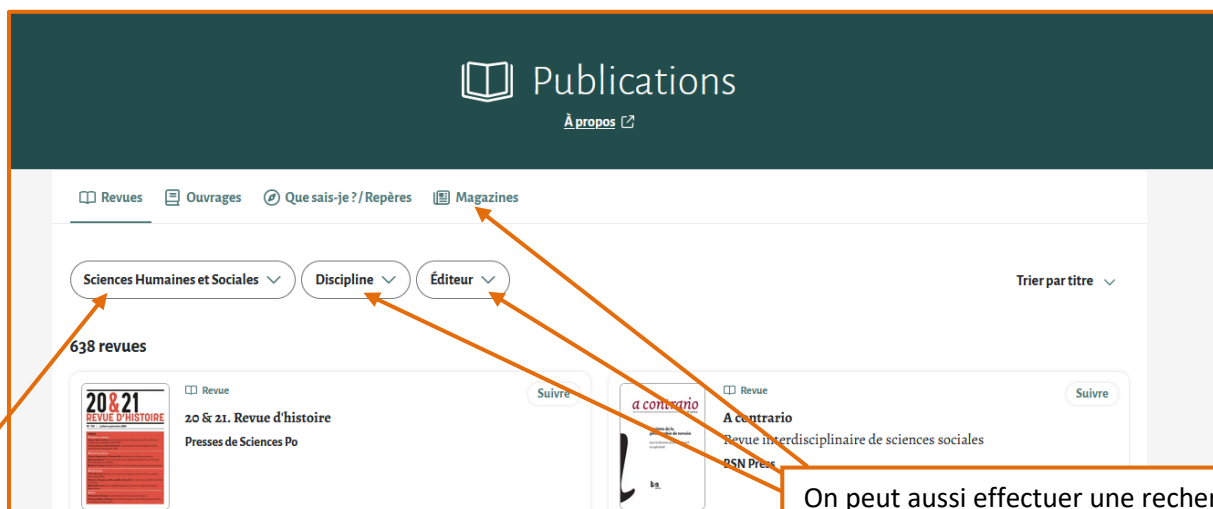 Publications
À propos
Revues Ouvrages Que sais-je ? / Repères Magazines
Sciences Humaines et Sociales Discipline Éditeur Trier par titre
638 revues
20 & 21
REVUE D'HISTOIRE
Revue
Suivre
20 & 21. Revue d'histoire
Presses de Sciences Po
a contrario
Revue
Suivre
A contrario
Revue interdisciplinaire de sciences sociales
BSN Press
On peut aussi effectuer une recher